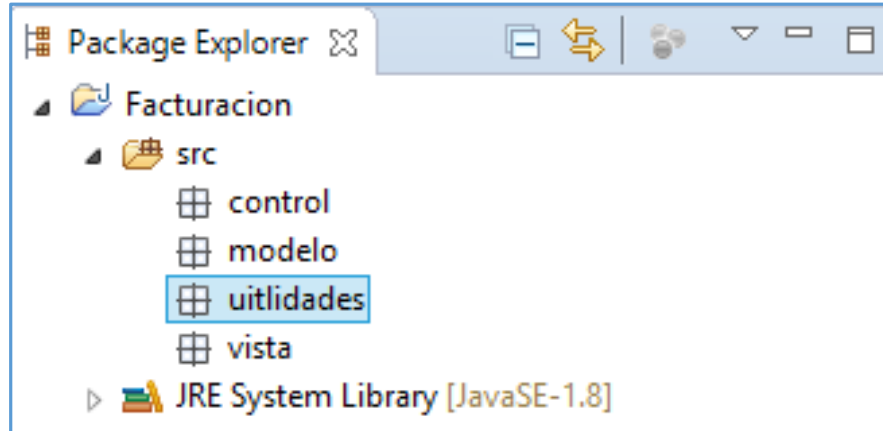 Package Explorer
Facturacion
src
control
modelo
uitlidades
vista
JRE System Library [JavaSE-1.8]